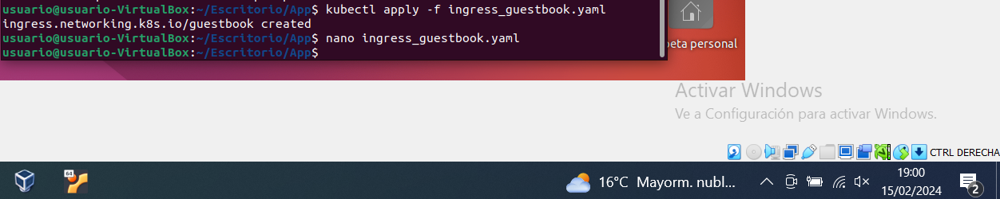 usuario@usuario-VirtualBox:~/Escritorio/App$ kubectl apply -f ingress_guestbook.yaml
ingress.networking.k8s.io/guestbook created
usuario@usuario-VirtualBox:~/Escritorio/App$ nano ingress_guestbook.yaml
usuario@usuario-VirtualBox:~/Escritorio/App$
peta personal
Activar Windows
Ve a Configuración para activar Windows.
CTRL DERECHA
64
16°C Mayorm. nubl...
19:00
15/02/2024
2